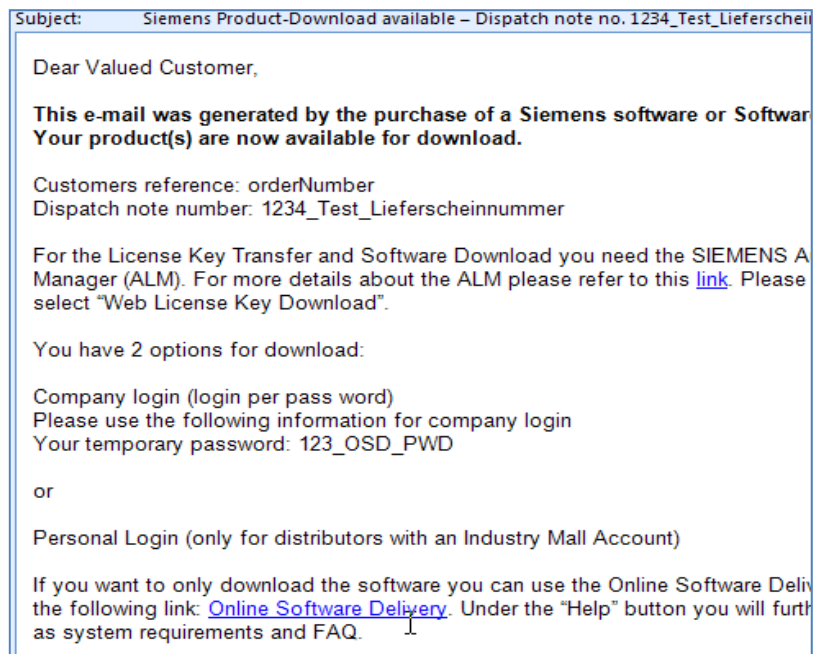 Subject: Siemens Product-Download available – Dispatch note no. 1234_Test_Lieferschei
Dear Valued Customer,
This e-mail was generated by the purchase of a Siemens software or Softwar
Your product(s) are now available for download.
Customers reference: orderNumber
Dispatch note number: 1234_Test_Lieferscheinnummer
For the License Key Transfer and Software Download you need the SIEMENS A
Manager (ALM). For more details about the ALM please refer to this link. Please
select “Web License Key Download”.
You have 2 options for download:
Company login (login per pass word)
Please use the following information for company login
Your temporary password: 123_OSD_PWD
or
Personal Login (only for distributors with an Industry Mall Account)
If you want to only download the software you can use the Online Software Deliv
the following link: Online Software Delivery. Under the “Help” button you will furth
as system requirements and FAQ.